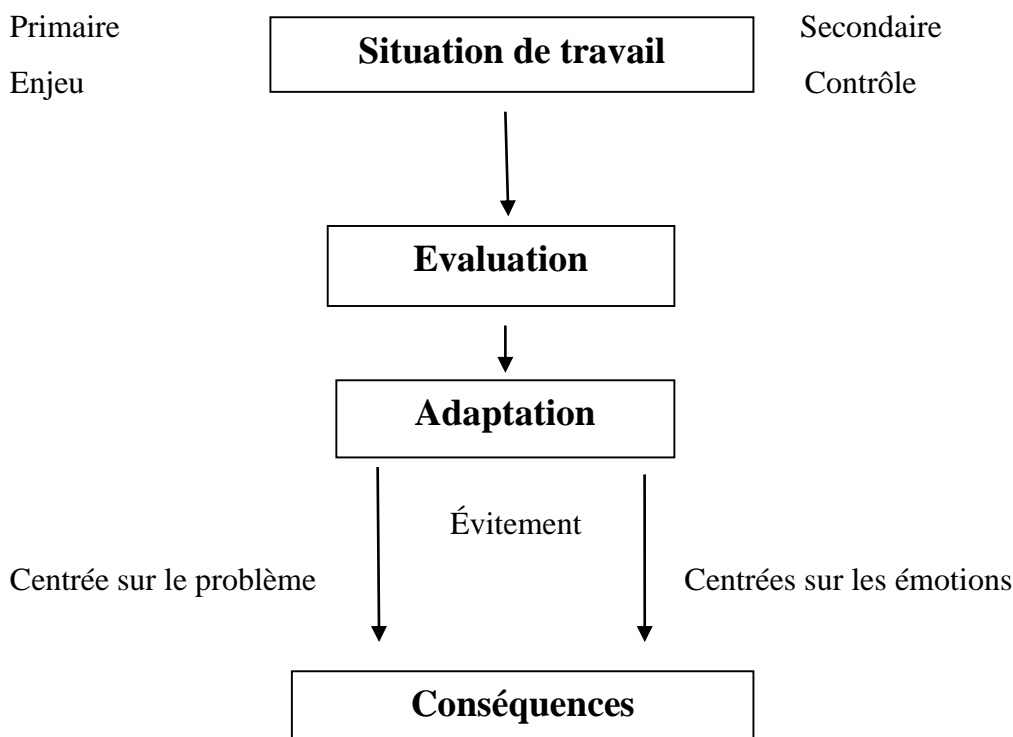 Primaire
Situation de travail
Secondaire
Enjeu
Contrôle
Evaluation
Adaptation
Évitement
Centrée sur le problème
Centrées sur les émotions
Conséquences